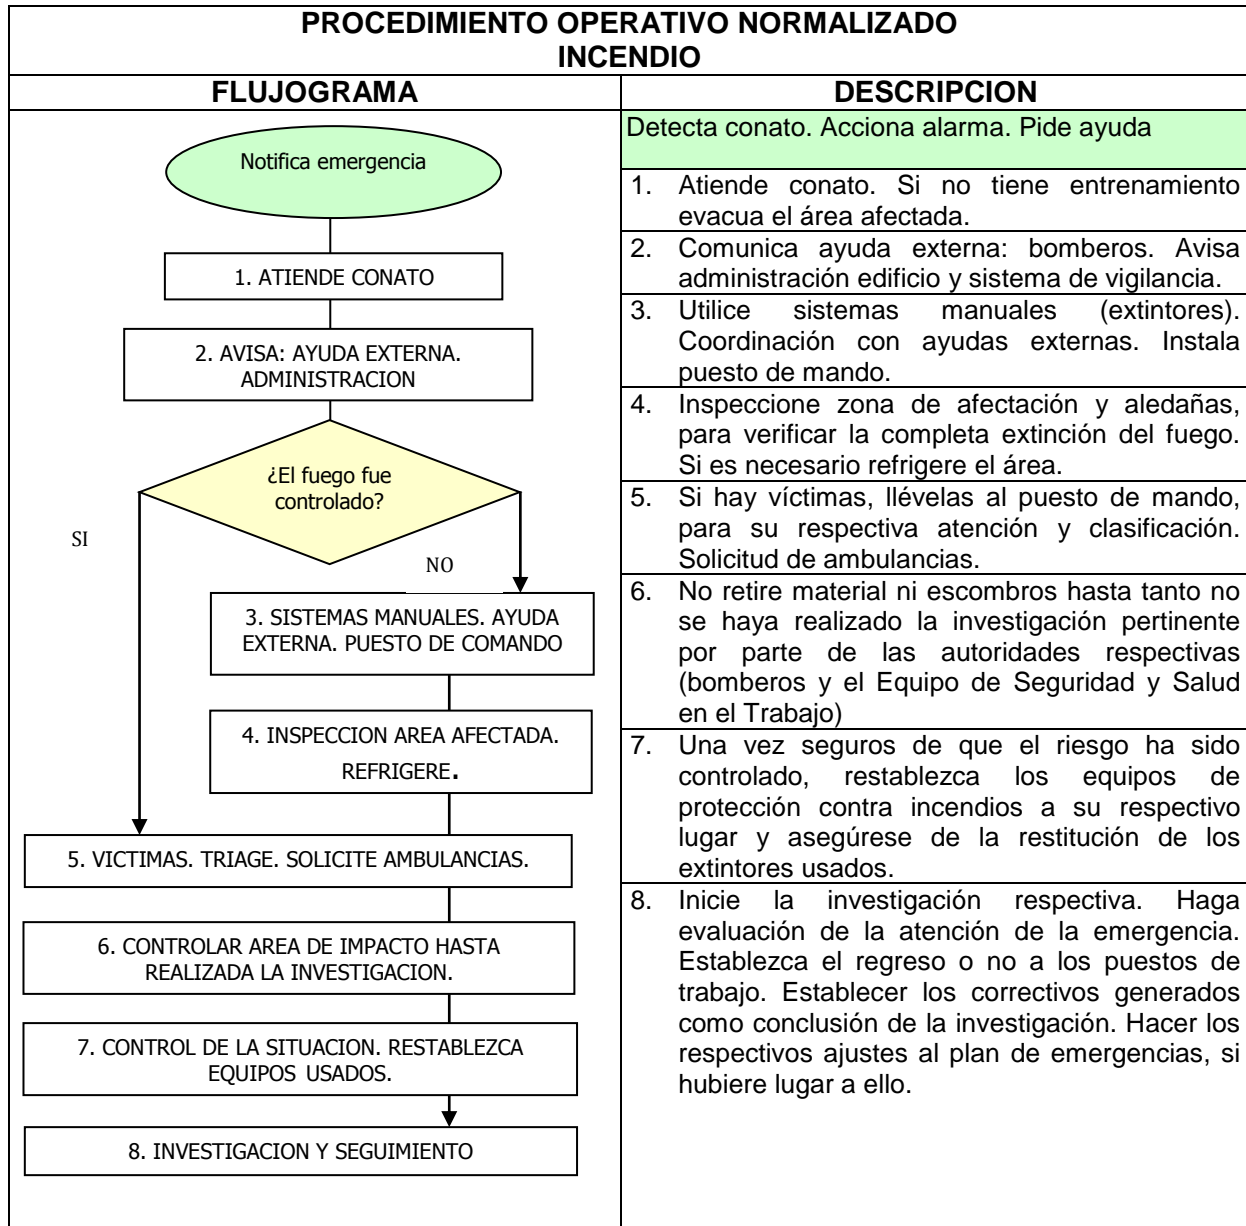 PROCEDIMIENTO OPERATIVO NORMALIZADO
INCENDIO
FLUJOGRAMA
Notifica emergencia
1. ATIENDE CONATO
2. AVISA: AYUDA EXTERNA.
ADMINISTRACION
¿El fuego fue
controlado?
SI
NO
3. SISTEMAS MANUALES. AYUDA
EXTERNA. PUESTO DE COMANDO
4. INSPECCION AREA AFECTADA.
REFRIGERE.
5. VICTIMAS. TRIAGE. SOLICITE AMBULANCIAS.
6. CONTROLAR AREA DE IMPACTO HASTA
REALIZADA LA INVESTIGACION.
7. CONTROL DE LA SITUACION. RESTABLEZCA
EQUIPOS USADOS.
8. INVESTIGACION Y SEGUIMIENTO
DESCRIPCION
Detecta conato. Acciona alarma. Pide ayuda
1. Atiende conato. Si no tiene entrenamiento
evacua el área afectada.
2. Comunica ayuda externa: bomberos. Avisa
administración edificio y sistema de vigilancia.
3. Utilice sistemas manuales (extintores).
Coordinación con ayudas externas. Instala
puesto de mando.
4. Inspeccione zona de afectación y aledañas,
para verificar la completa extinción del fuego.
Si es necesario refrigere el área.
5. Si hay víctimas, llévelas al puesto de mando,
para su respectiva atención y clasificación.
Solicitud de ambulancias.
6. No retire material ni escombros hasta tanto no
se haya realizado la investigación pertinente
por parte de las autoridades respectivas
(bomberos y el Equipo de Seguridad y Salud
en el Trabajo)
7. Una vez seguros de que el riesgo ha sido
controlado, restablezca los equipos de
protección contra incendios a su respectivo
lugar y asegúrese de la restitución de los
extintores usados.
8. Inicie la investigación respectiva. Haga
evaluación de la atención de la emergencia.
Establezca el regreso o no a los puestos de
trabajo. Establecer los correctivos generados
como conclusión de la investigación. Hacer los
respectivos ajustes al plan de emergencias, si
hubiere lugar a ello.